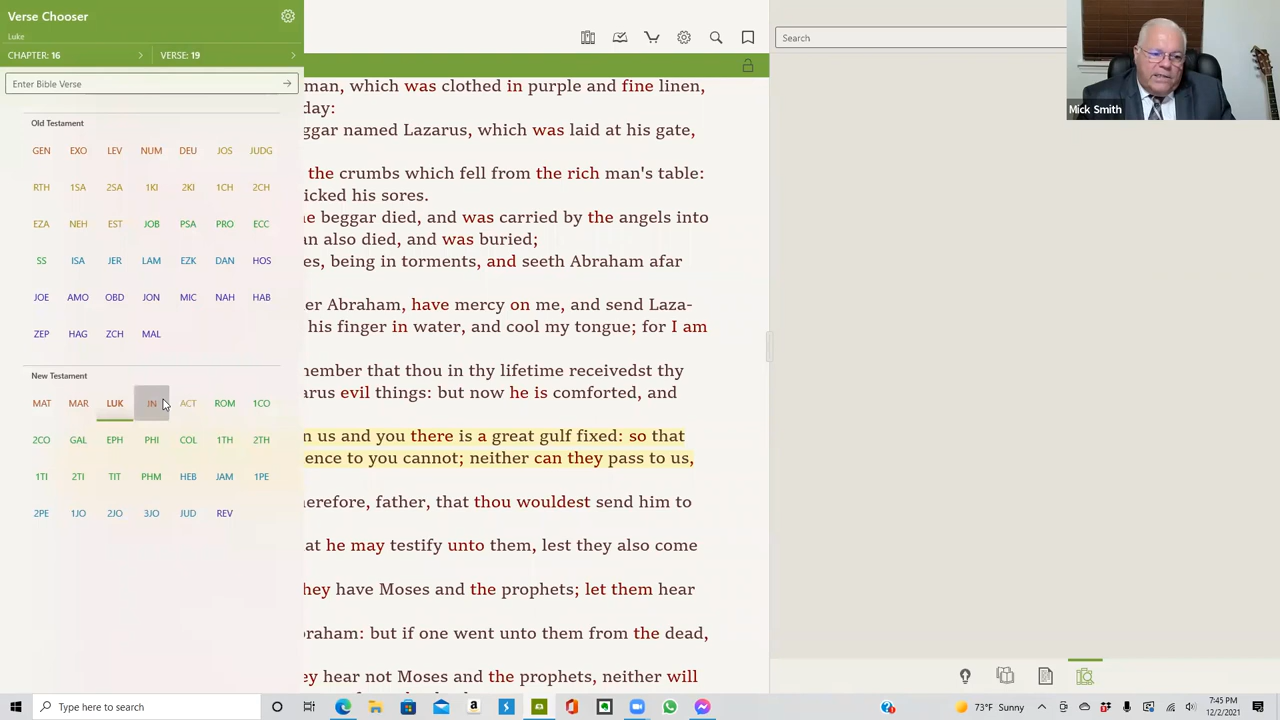 Verse Chooser
Luke
CHAPTER: 16 VERSE: 19
Enter Bible Verse
Old Testament
GEN EXO LEV NUM DEU JOS JUDG
RTH 1SA 2SA 1KI 2KI 1CH 2CH
EZA NEH EST JOB PSA PRO ECC
SS ISA JER LAM EZK DAN HOS
JOE AMO OBD JON MIC NAH HAB
ZEP HAG ZCH MAL
New Testament
MAT MAR LUK JN ACT ROM 1CO
2CO GAL EPH PHI COL 1TH 2TH
1TI 2TI TIT PHM HEB JAM 1PE
2PE 1JO 2JO 3JO JUD REV
man, which was clothed in purple and fine linen,
day:
ggar named Lazarus, which was laid at his gate,
the crumbs which fell from the rich man's table:
icked his sores.
e beggar died, and was carried by the angels into
an also died, and was buried;
es, being in torments, and seeth Abraham afar
er Abraham, have mercy on me, and send Laza-
his finger in water, and cool my tongue; for I am
member that thou in thy lifetime receivedst thy
arus evil things: but now he is comforted, and
n us and you there is a great gulf fixed: so that
ence to you cannot; neither can they pass to us,
herefore, father, that thou wouldest send him to
at he may testify unto them, lest they also come
hey have Moses and the prophets; let them hear
braham: but if one went unto them from the dead,
ey hear not Moses and the prophets, neither will
Search
Mick Smith
Type here to search
73°F Sunny
7:45 PM
12/2/2021